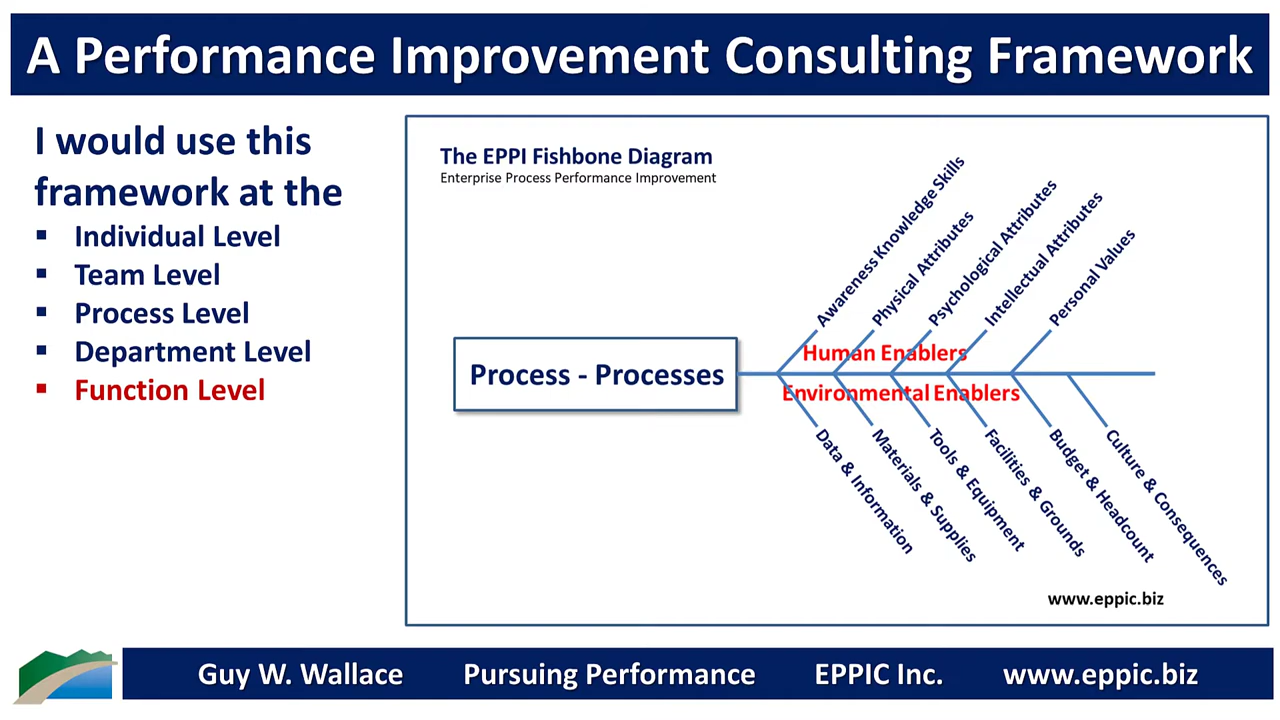 A Performance Improvement Consulting Framework
I would use this
framework at the
▪ Individual Level
▪ Team Level
▪ Process Level
▪ Department Level
▪ Function Level
The EPPI Fishbone Diagram
Enterprise Process Performance Improvement
Awareness Knowledge Skills
Physical Attributes
Psychological Attributes
Intellectual Attributes
Personal Values
Human Enablers
Process - Processes
Environmental Enablers
Data & Information
Materials & Supplies
Tools & Equipment
Facilities & Grounds
Budget & Headcount
Culture & Consequences
www.eppic.biz
Guy W. Wallace Pursuing Performance EPPIC Inc. www.eppic.biz